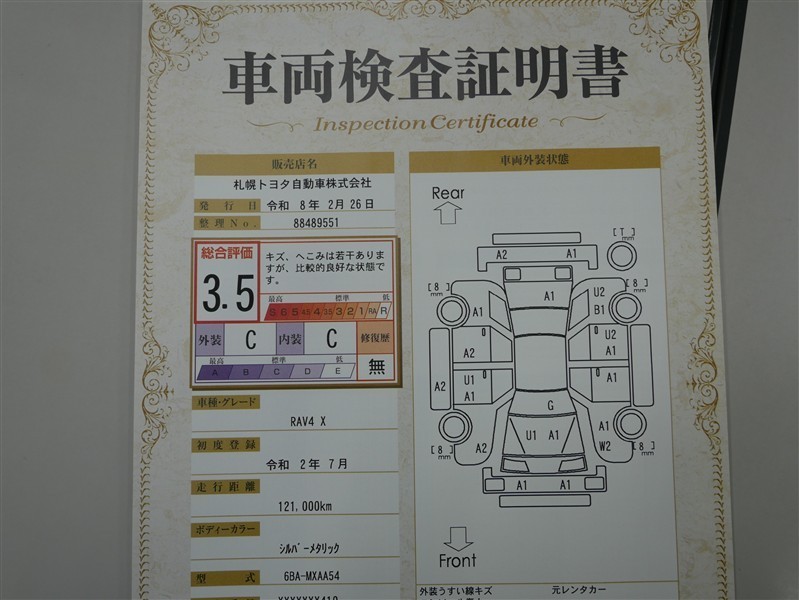 車両検査証明書
Inspection Certificate
販売店名
札幌トヨタ自動車株式会社
発行日 令和 8年 2月26日
整理No. 88489551
総合評価
3.5
キズ、へこみは若干ありま
すが、比較的良好な状態で
す。
最高 標準 低
S 6 5 4.5 4 3.5 3 2 1 RA R
外装 C 内装 C 修復歴
無
最高 標準 低
A B C D E
車種・グレード
RAV4 X
初度登録
令和 2年 7月
走行距離
121,000km
ボディーカラー
ｼﾙﾊﾞｰﾒﾀﾘｯｸ
型式 6BA-MXAA54
車両外装状態
Rear
[T]
mm
A2 A1
[8]
mm
[8]
mm
A1
A1
U2
B1
A2
U2
A1
A2
U1
A1
A1
G
[8]
mm
A2
U1 A1
A1
W2
[8]
mm
A1 A1
Front
外装うすい線キズ 元レンタカー